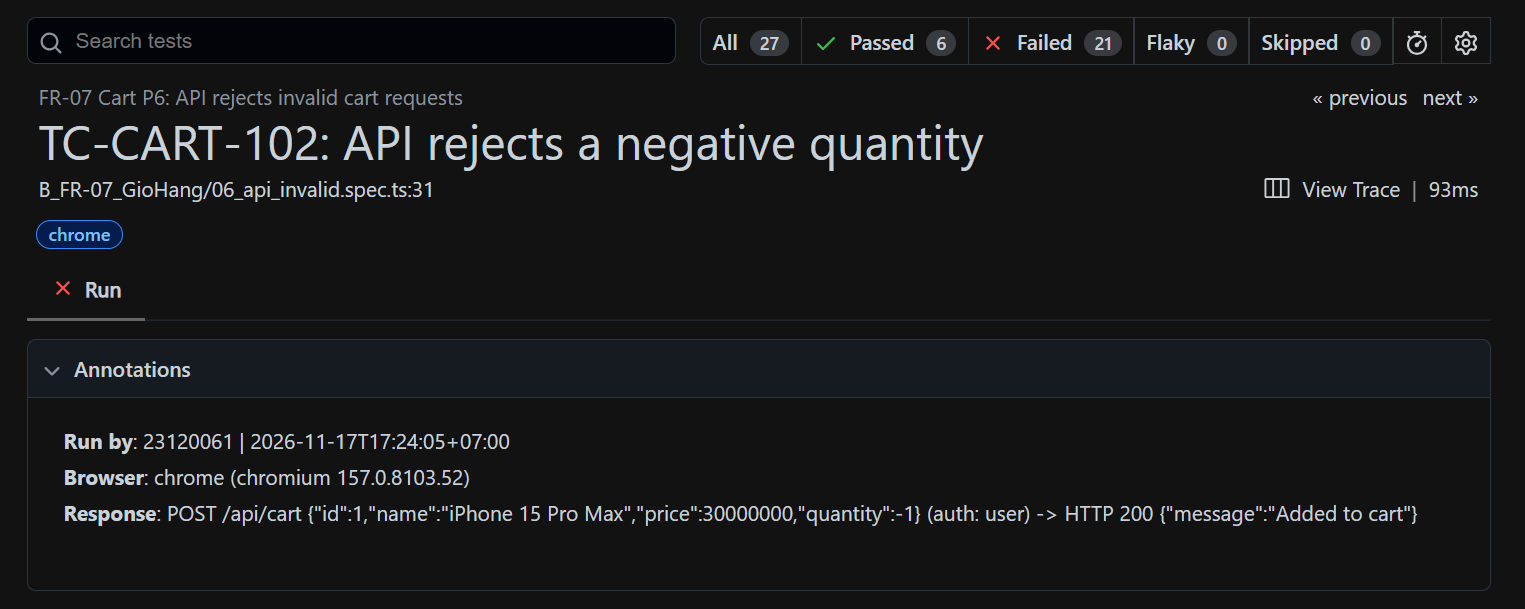 Search tests
All 27 Passed 6 Failed 21 Flaky 0 Skipped 0
FR-07 Cart P6: API rejects invalid cart requests
« previous next »
TC-CART-102: API rejects a negative quantity
B_FR-07_GioHang/06_api_invalid.spec.ts:31
View Trace | 93ms
chrome
Run
Annotations
Run by: 23120061 | 2026-11-17T17:24:05+07:00
Browser: chrome (chromium 157.0.8103.52)
Response: POST /api/cart {"id":1,"name":"iPhone 15 Pro Max","price":30000000,"quantity":-1} (auth: user) -> HTTP 200 {"message":"Added to cart"}